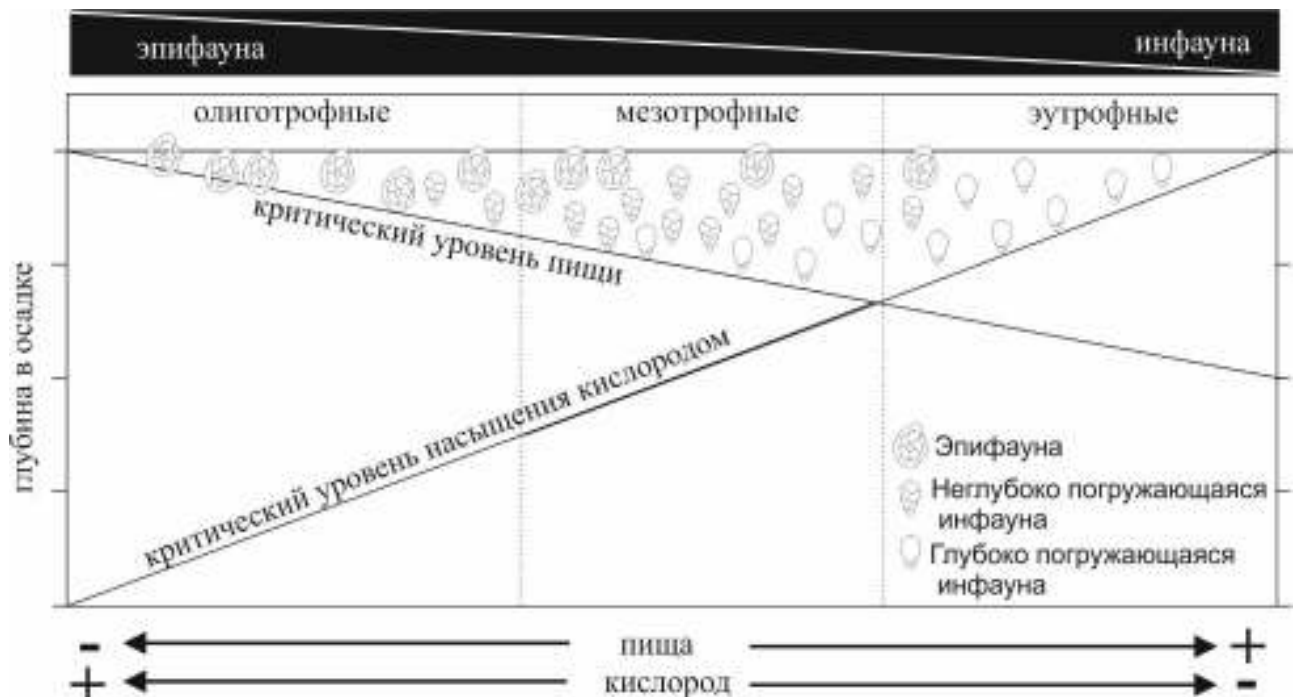 эпифауна
инфауна
олиготрофные
мезотрофные
эутрофные
критический уровень пищи
глубина в осадке
критический уровень насыщения кислородом
Эпифауна
Неглубоко погружающаяся
инфауна
Глубоко погружающаяся
инфауна
- пища +
+ кислород -